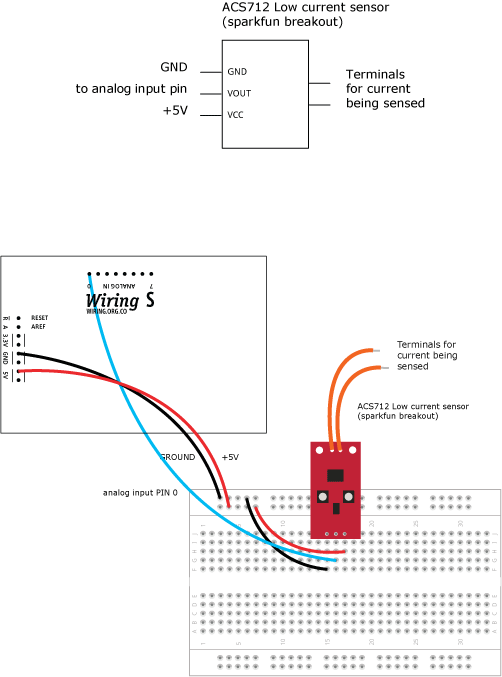 ACS712 Low current sensor
(sparkfun breakout)
GND
to analog input pin
+5V
GND
VOUT
VCC
Terminals
for current
being sensed
0 ANALOG IN 7
Wiring S
WIRING.ORG.CO
R
A
3.3V
GND
5V
RESET
AREF
Terminals for
current being
sensed
ACS712 Low current sensor
(sparkfun breakout)
GROUND
+5V
analog input PIN 0
1 5 10 20 30
J J
I I
H H
G G
F F
E E
D D
C C
B B
A A
1 5 10 15 20 30